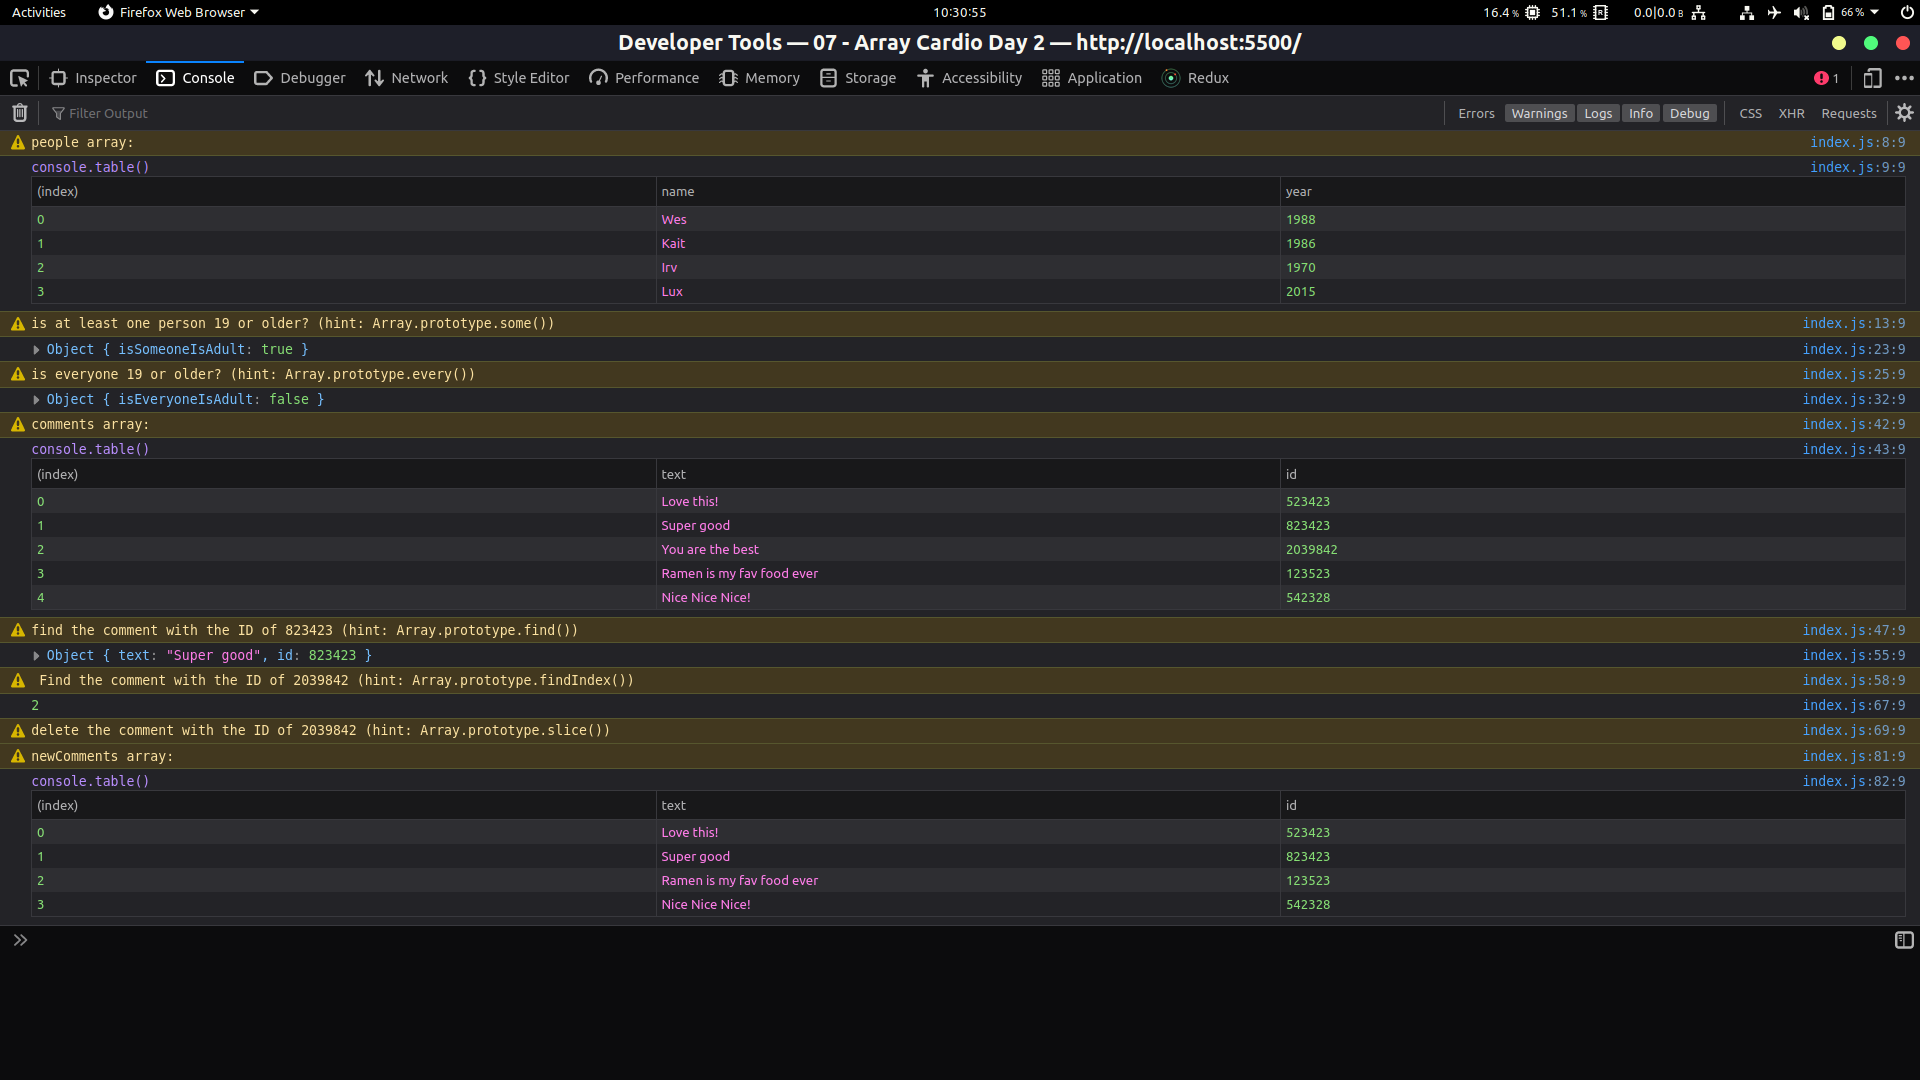 Activities Firefox Web Browser 10:30:55 16.4 % 51.1 % 0.0|0.0 B 66 %
Developer Tools — 07 - Array Cardio Day 2 — http://localhost:5500/
Inspector Console Debugger Network Style Editor Performance Memory Storage Accessibility Application Redux 1
Filter Output Errors Warnings Logs Info Debug CSS XHR Requests
people array: index.js:8:9
console.table() index.js:9:9
(index) name year
0 Wes 1988
1 Kait 1986
2 Irv 1970
3 Lux 2015
is at least one person 19 or older? (hint: Array.prototype.some()) index.js:13:9
Object { isSomeoneIsAdult: true } index.js:23:9
is everyone 19 or older? (hint: Array.prototype.every()) index.js:25:9
Object { isEveryoneIsAdult: false } index.js:32:9
comments array: index.js:42:9
console.table() index.js:43:9
(index) text id
0 Love this! 523423
1 Super good 823423
2 You are the best 2039842
3 Ramen is my fav food ever 123523
4 Nice Nice Nice! 542328
find the comment with the ID of 823423 (hint: Array.prototype.find()) index.js:47:9
Object { text: "Super good", id: 823423 } index.js:55:9
Find the comment with the ID of 2039842 (hint: Array.prototype.findIndex()) index.js:58:9
2 index.js:67:9
delete the comment with the ID of 2039842 (hint: Array.prototype.slice()) index.js:69:9
newComments array: index.js:81:9
console.table() index.js:82:9
(index) text id
0 Love this! 523423
1 Super good 823423
2 Ramen is my fav food ever 123523
3 Nice Nice Nice! 542328